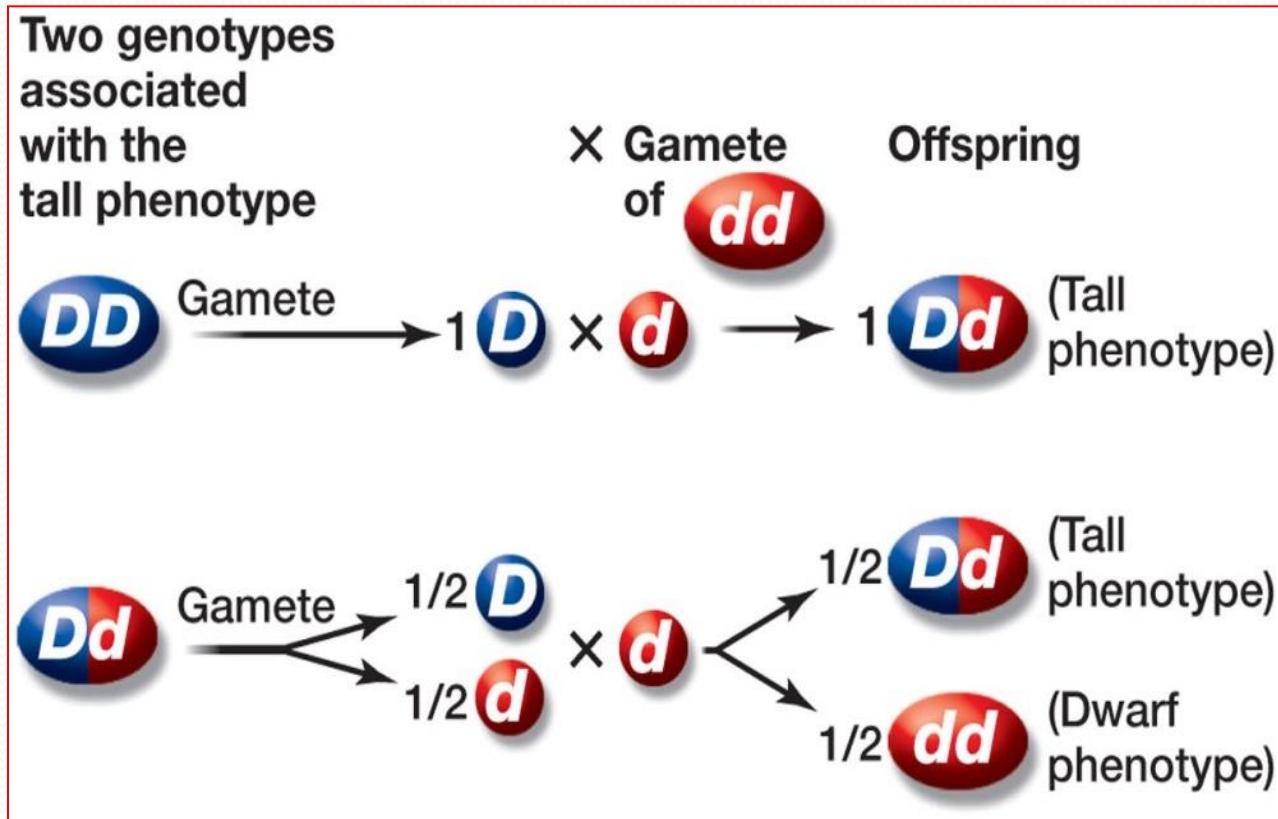 Two genotypes
associated
with the
tall phenotype
× Gamete
of dd
Offspring
DD Gamete 1 D × d 1 Dd (Tall
phenotype)
Dd Gamete 1/2 D
1/2 d
× d
1/2 Dd (Tall
phenotype)
1/2 dd (Dwarf
phenotype)